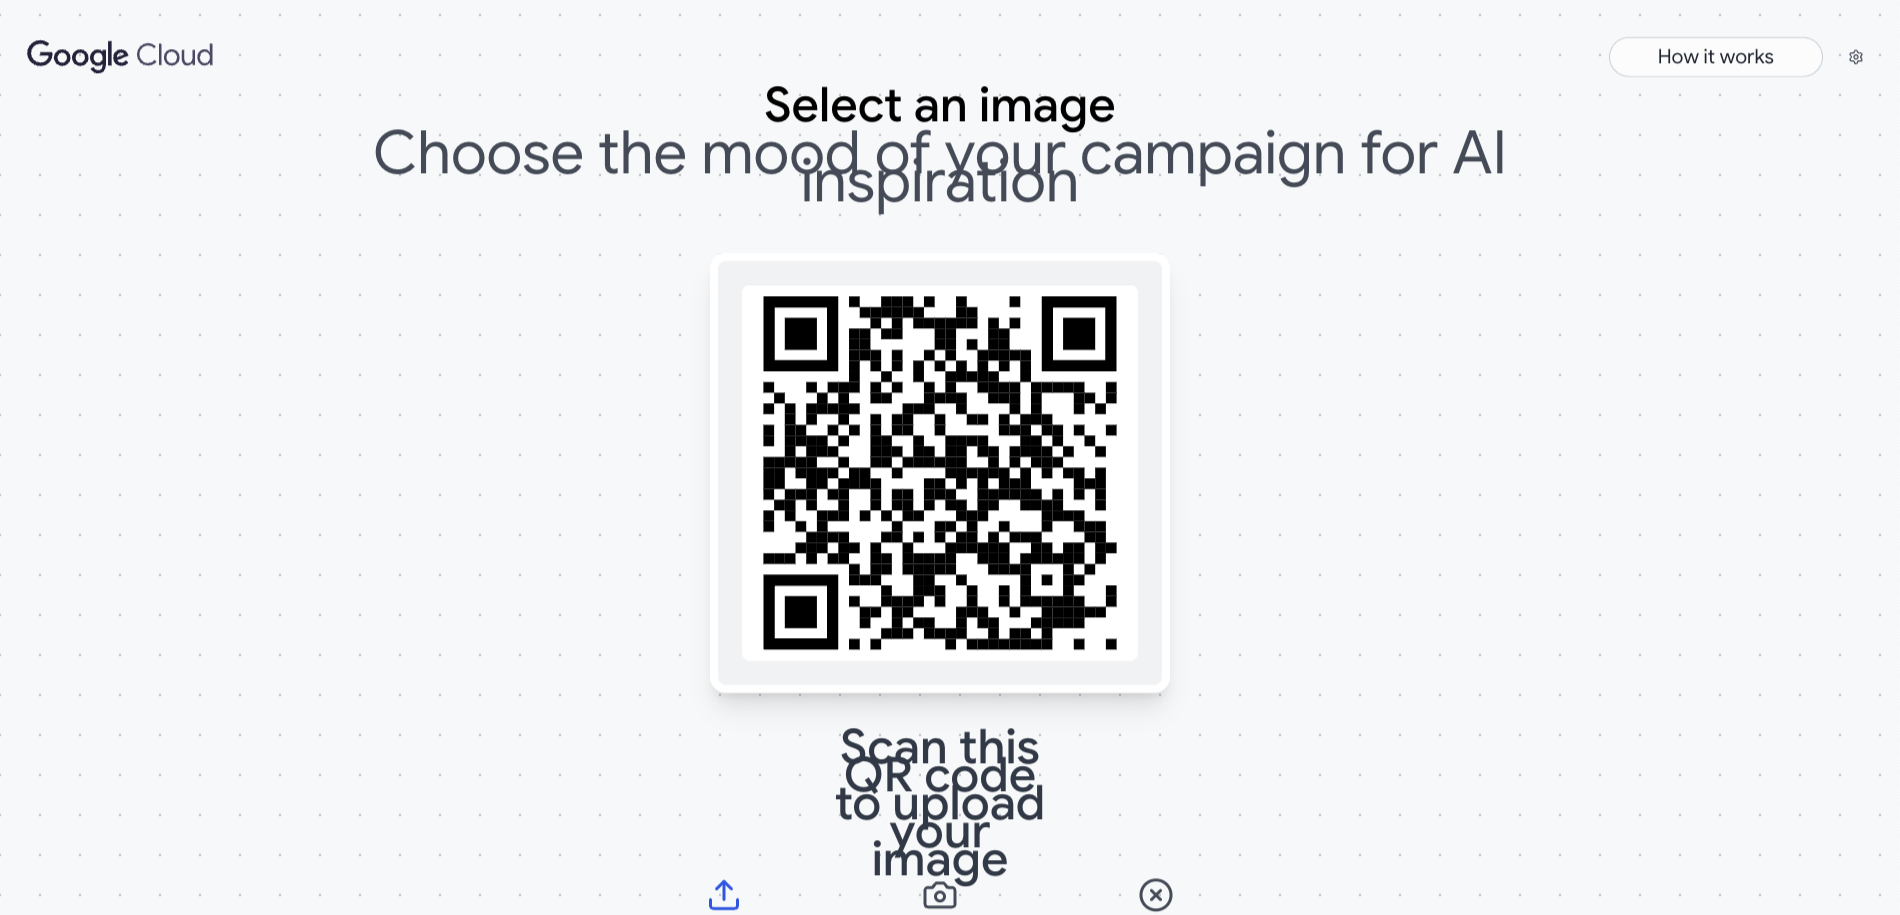 Google Cloud
How it works
Select an image
Choose the mood of your campaign for AI
inspiration
Scan this
QR code
to upload
your
image